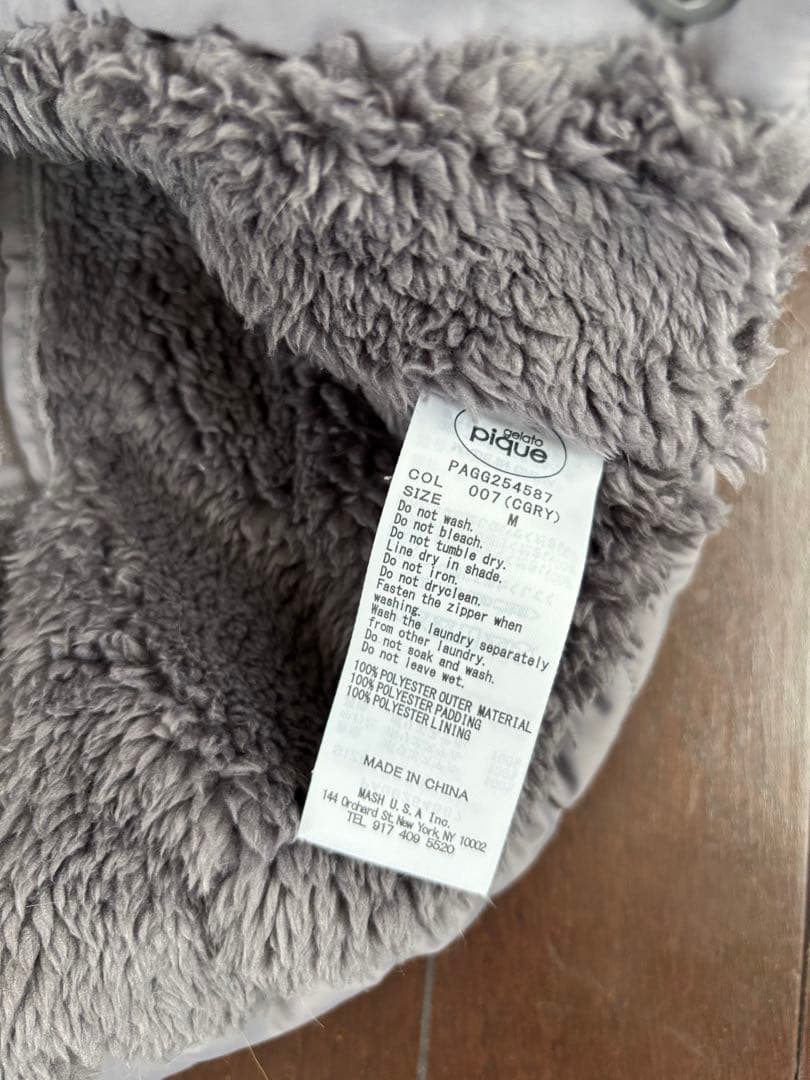 gelato
pique
PAGG254587
COL 007(CGRY)
SIZE M
Do not wash.
Do not bleach.
Do not tumble dry.
Line dry in shade.
Do not iron.
Do not dryclean.
Fasten the zipper when
washing.
Wash the laundry separately
from other laundry.
Do not soak and wash.
Do not leave wet.
100% POLYESTER OUTER MATERIAL
100% POLYESTER PADDING
100% POLYESTER LINING
MADE IN CHINA
MASH U.S.A Inc.
144 Orchard St, New York, NY 10002
TEL 917 409 5520